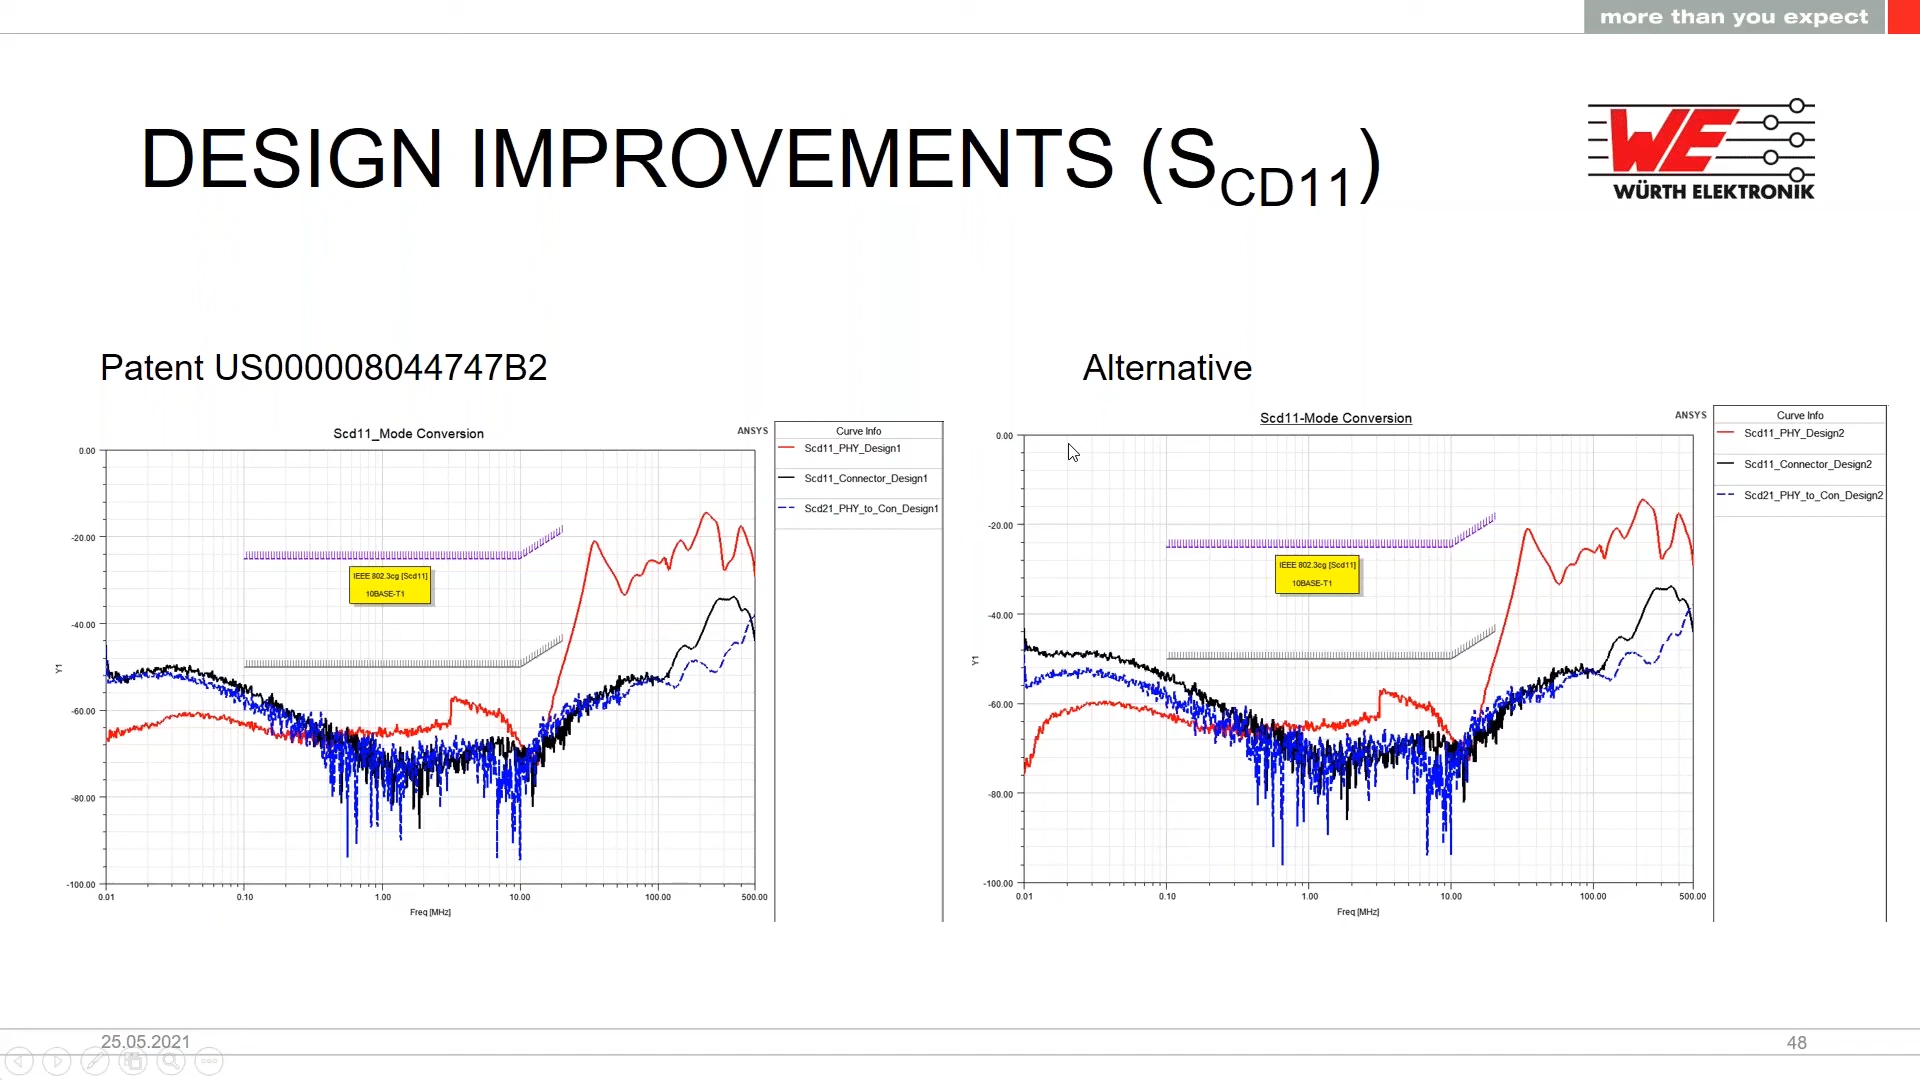 more than you expect
DESIGN IMPROVEMENTS (SCD11)
WE
WÜRTH ELEKTRONIK
Patent US000008044747B2
Alternative
Scd11_Mode Conversion
ANSYS
Curve Info
Scd11_PHY_Design1
Scd11_Connector_Design1
Scd21_PHY_to_Con_Design1
0.00
-20.00
-40.00
-60.00
-80.00
-100.00
Y1
IEEE 802.3cg [Scd11]
10BASE-T1
0.01
0.10
1.00
10.00
100.00
500.00
Freq [MHz]
Scd11-Mode Conversion
ANSYS
Curve Info
Scd11_PHY_Design2
Scd11_Connector_Design2
Scd21_PHY_to_Con_Design2
0.00
-20.00
-40.00
-60.00
-80.00
-100.00
Y1
IEEE 802.3cg [Scd11]
10BASE-T1
0.01
0.10
1.00
10.00
100.00
500.00
Freq [MHz]
25.05.2021
48